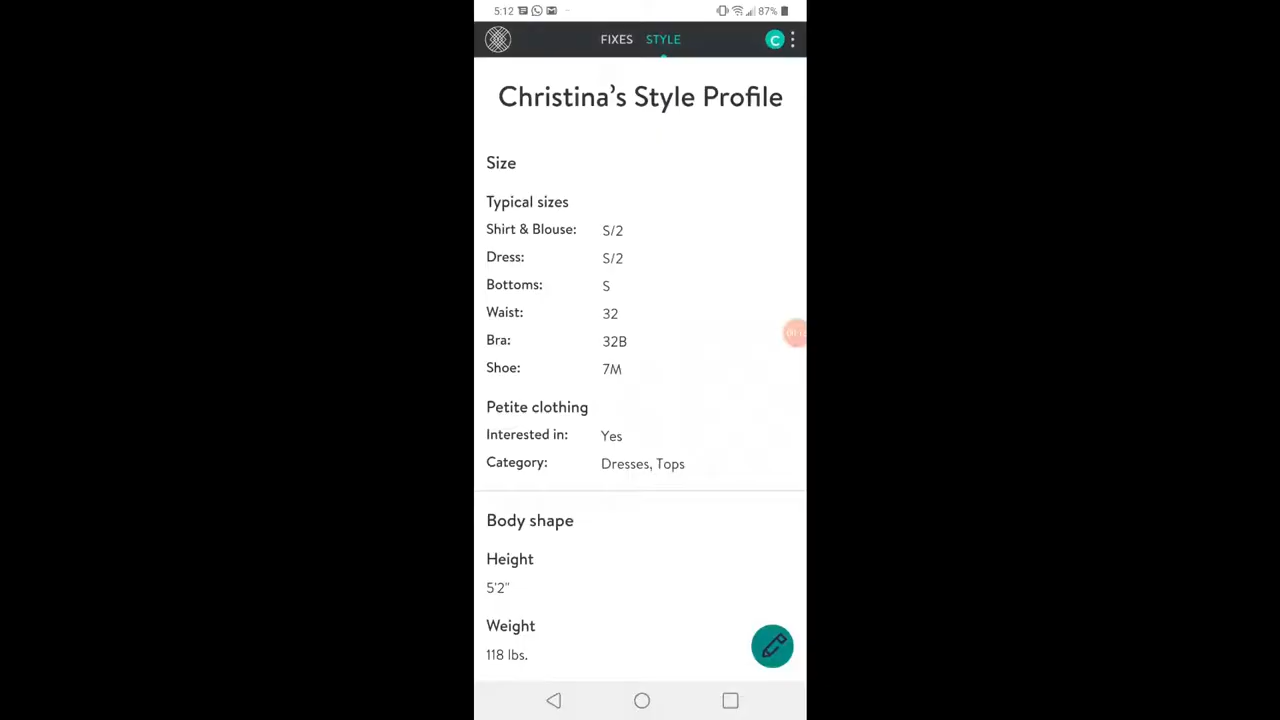 5:12 87%
C
FIXES STYLE
Christina's Style Profile
Size
Typical sizes
Shirt & Blouse: S/2
Dress: S/2
Bottoms: S
Waist: 32
Bra: 32B
Shoe: 7M
Petite clothing
Interested in: Yes
Category: Dresses, Tops
Body shape
Height
5'2"
Weight
118 lbs.